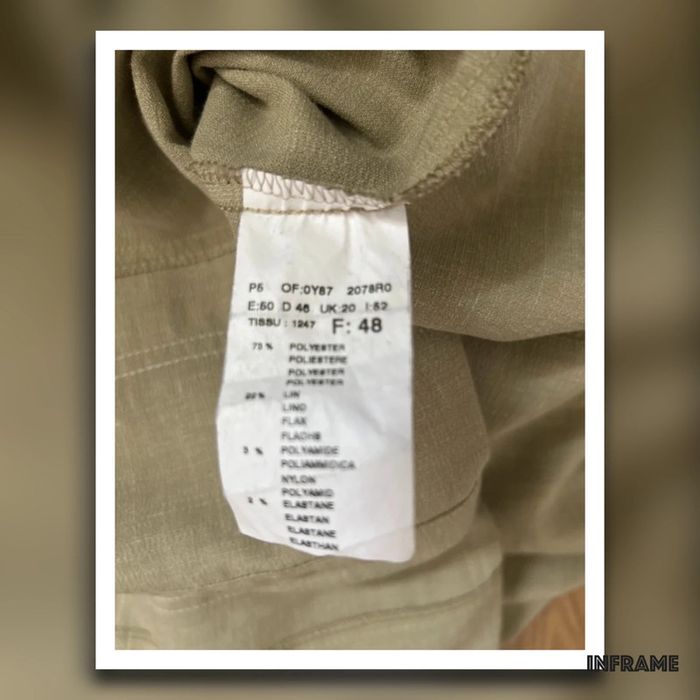 P5 OF:0Y87 2078R0
E:50 D 46 UK:20 I:52
TISSU : 1247 F: 48
73 % POLYESTER
POLIESTERE
POLYESTER
POLYESTER
22% LIN
LINO
FLAX
FLACHS
3 % POLYAMIDE
POLIAMMIDICA
NYLON
POLYAMID
2 % ELASTANE
ELASTAN
ELASTANE
ELASTHAN
INFRAME